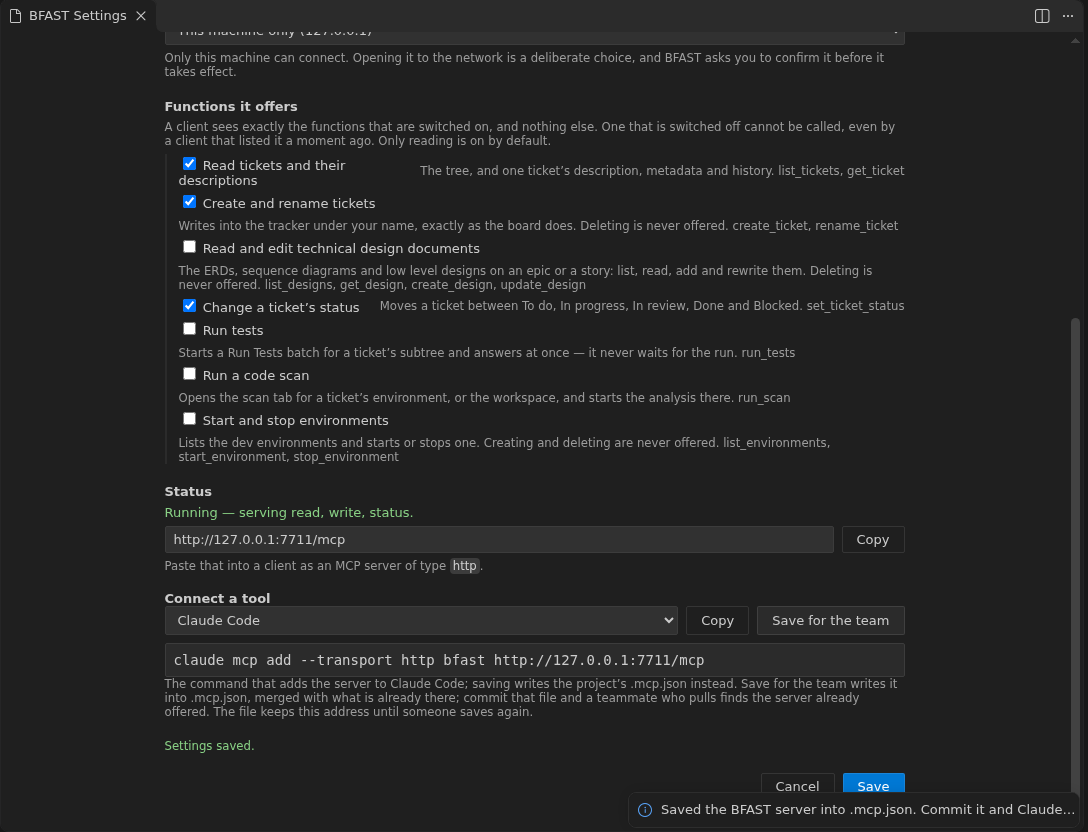 BFAST Settings
This machine only (127.0.0.1)
Only this machine can connect. Opening it to the network is a deliberate choice, and BFAST asks you to confirm it before it
takes effect.
Functions it offers
A client sees exactly the functions that are switched on, and nothing else. One that is switched off cannot be called, even by
a client that listed it a moment ago. Only reading is on by default.
Read tickets and their
descriptions
The tree, and one ticket’s description, metadata and history. list_tickets, get_ticket
Create and rename tickets
Writes into the tracker under your name, exactly as the board does. Deleting is never offered. create_ticket, rename_ticket
Read and edit technical design documents
The ERDs, sequence diagrams and low level designs on an epic or a story: list, read, add and rewrite them. Deleting is
never offered. list_designs, get_design, create_design, update_design
Change a ticket’s status
Moves a ticket between To do, In progress, In review, Done and Blocked. set_ticket_status
Run tests
Starts a Run Tests batch for a ticket’s subtree and answers at once — it never waits for the run. run_tests
Run a code scan
Opens the scan tab for a ticket’s environment, or the workspace, and starts the analysis there. run_scan
Start and stop environments
Lists the dev environments and starts or stops one. Creating and deleting are never offered. list_environments,
start_environment, stop_environment
Status
Running — serving read, write, status.
http://127.0.0.1:7711/mcp
Copy
Paste that into a client as an MCP server of type http.
Connect a tool
Claude Code
Copy
Save for the team
claude mcp add --transport http bfast http://127.0.0.1:7711/mcp
The command that adds the server to Claude Code; saving writes the project’s .mcp.json instead. Save for the team writes it
into .mcp.json, merged with what is already there; commit that file and a teammate who pulls finds the server already
offered. The file keeps this address until someone saves again.
Settings saved.
Cancel
Save
Saved the BFAST server into .mcp.json. Commit it and Claude...